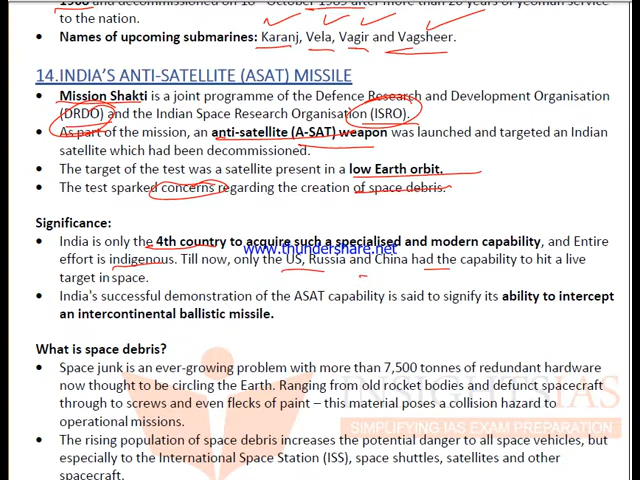 1968 and decommissioned on 16th October 1989 after more than 20 years of yeoman service
to the nation.
• Names of upcoming submarines: Karanj, Vela, Vagir and Vagsheer.
14.INDIA'S ANTI-SATELLITE (ASAT) MISSILE
• Mission Shakti is a joint programme of the Defence Research and Development Organisation
(DRDO) and the Indian Space Research Organisation (ISRO).
• As part of the mission, an anti-satellite (A-SAT) weapon was launched and targeted an Indian
satellite which had been decommissioned.
• The target of the test was a satellite present in a low Earth orbit.
• The test sparked concerns regarding the creation of space debris.
Significance:
• India is only the 4th country to acquire such a specialised and modern capability, and Entire
www.thundershare.net
effort is indigenous. Till now, only the US, Russia and China had the capability to hit a live
target in space.
• India's successful demonstration of the ASAT capability is said to signify its ability to intercept
an intercontinental ballistic missile.
What is space debris?
• Space junk is an ever-growing problem with more than 7,500 tonnes of redundant hardware
now thought to be circling the Earth. Ranging from old rocket bodies and defunct spacecraft
through to screws and even flecks of paint – this material poses a collision hazard to
INSIGHTSIAS
operational missions.
SIMPLIFYING IAS EXAM PREPARATION
• The rising population of space debris increases the potential danger to all space vehicles, but
especially to the International Space Station (ISS), space shuttles, satellites and other
spacecraft.